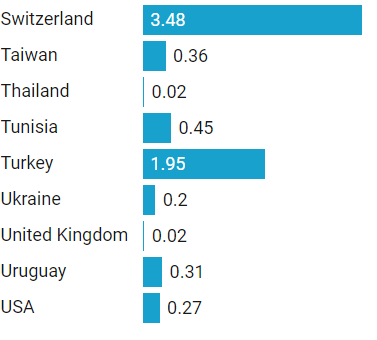 Switzerland 3.48
Taiwan 0.36
Thailand 0.02
Tunisia 0.45
Turkey 1.95
Ukraine 0.2
United Kingdom 0.02
Uruguay 0.31
USA 0.27